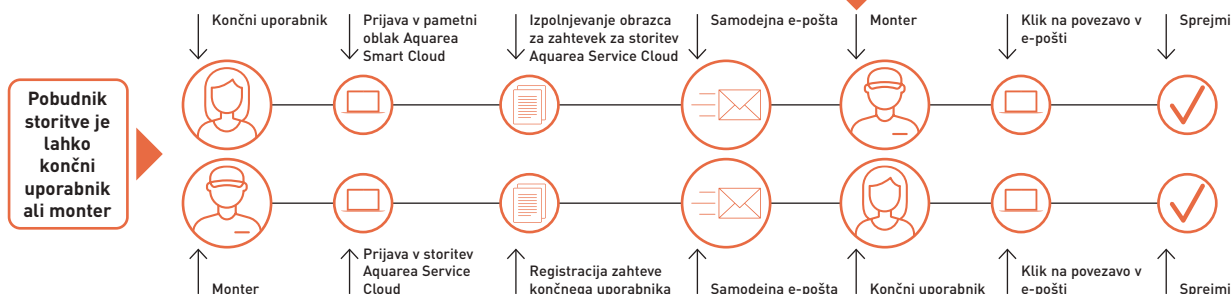 Končni uporabnik
Prijava v pametni
oblak Aquarea
Smart Cloud
Izpolnjevanje obrazca
za zahtevek za storitev
Aquarea Service Cloud
Samodejna e-pošta
Monter
Klik na povezavo v
e-pošti
Sprejmi
Pobudnik
storitve je
lahko
končni
uporabnik
ali monter
Monter
Prijava v storitev
Aquarea Service
Cloud
Registracija zahteve
končnega uporabnika
Samodejna e-pošta
Končni uporabnik
Klik na povezavo v
e-pošti
Sprejmi